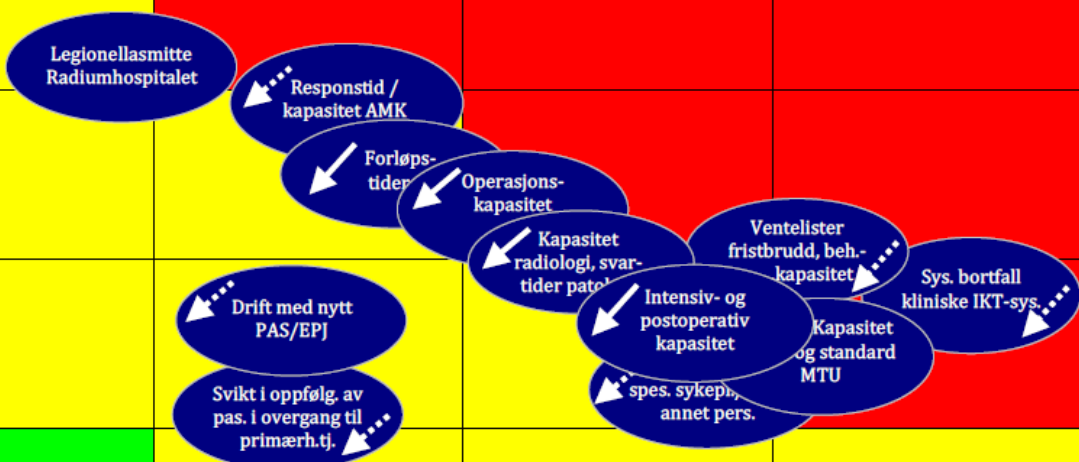 Legionellasmitte
Radiumhospitalet
Responstid /
kapasitet AMK
Forløps-
tider
Operasjons-
kapasitet
Kapasitet
radiologi, svar-
tider patol
Ventelister
fristbrudd, beh.-
kapasitet
Sys. bortfall
kliniske IKT-sys.
Intensiv- og
postoperativ
kapasitet
Kapasitet
og standard
MTU
spes. sykepl.,
annet pers.
Drift med nytt
PAS/EPJ
Svikt i oppfølg. av
pas. i overgang til
primærh.tj.